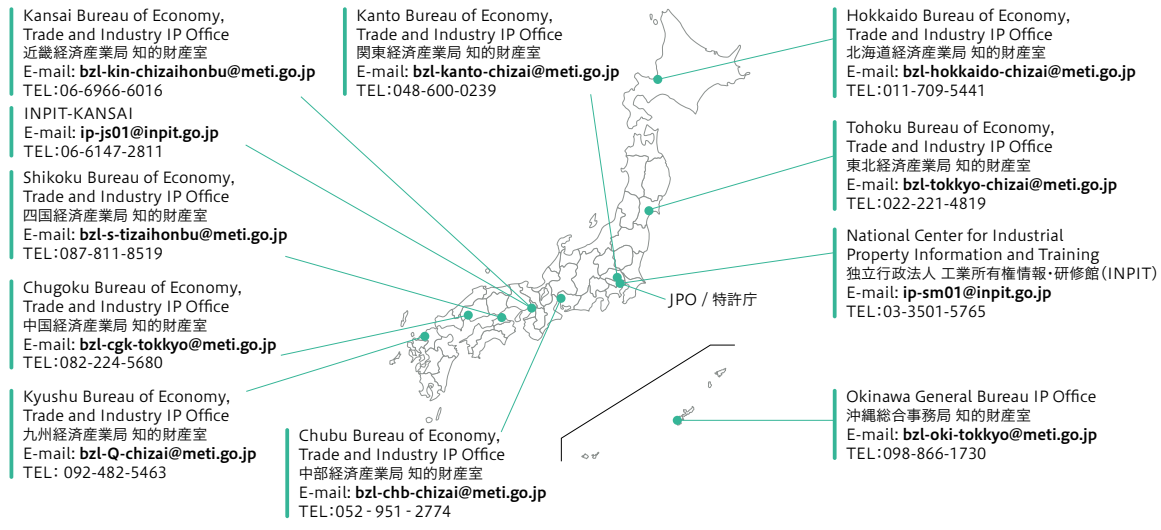 Kansai Bureau of Economy,
Trade and Industry IP Office
近畿経済産業局 知的財産室
E-mail: bzl-kin-chizaihonbu@meti.go.jp
TEL:06-6966-6016
INPIT-KANSAI
E-mail: ip-js01@inpit.go.jp
TEL:06-6147-2811
Shikoku Bureau of Economy,
Trade and Industry IP Office
四国経済産業局 知的財産室
E-mail: bzl-s-tizaihonbu@meti.go.jp
TEL:087-811-8519
Chugoku Bureau of Economy,
Trade and Industry IP Office
中国経済産業局 知的財産室
E-mail: bzl-cgk-tokkyo@meti.go.jp
TEL:082-224-5680
Kyushu Bureau of Economy,
Trade and Industry IP Office
九州経済産業局 知的財産室
E-mail: bzl-Q-chizai@meti.go.jp
TEL: 092-482-5463
Kanto Bureau of Economy,
Trade and Industry IP Office
関東経済産業局 知的財産室
E-mail: bzl-kanto-chizai@meti.go.jp
TEL:048-600-0239
Chubu Bureau of Economy,
Trade and Industry IP Office
中部経済産業局 知的財産室
E-mail: bzl-chb-chizai@meti.go.jp
TEL:052 - 951 - 2774
JPO / 特許庁
Hokkaido Bureau of Economy,
Trade and Industry IP Office
北海道経済産業局 知的財産室
E-mail: bzl-hokkaido-chizai@meti.go.jp
TEL:011-709-5441
Tohoku Bureau of Economy,
Trade and Industry IP Office
東北経済産業局 知的財産室
E-mail: bzl-tokkyo-chizai@meti.go.jp
TEL:022-221-4819
National Center for Industrial
Property Information and Training
独立行政法人 工業所有権情報・研修館(INPIT)
E-mail: ip-sm01@inpit.go.jp
TEL:03-3501-5765
Okinawa General Bureau IP Office
沖縄総合事務局 知的財産室
E-mail: bzl-oki-tokkyo@meti.go.jp
TEL:098-866-1730